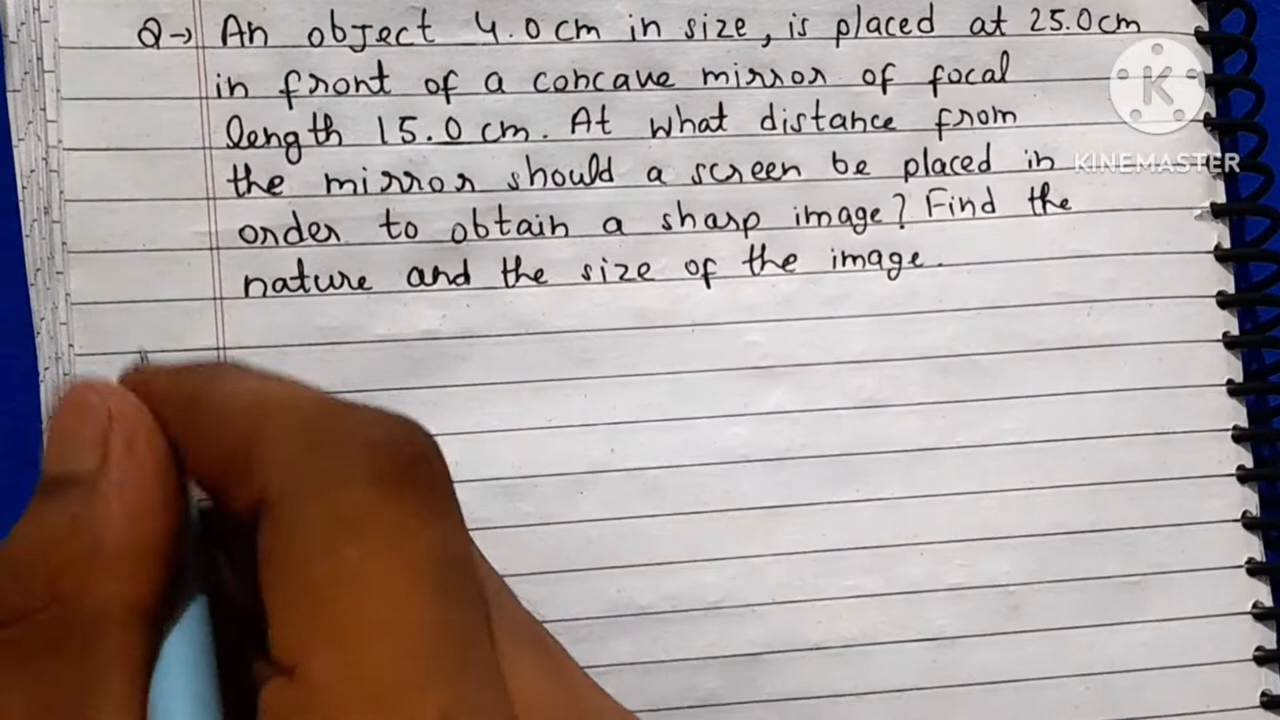 Q→ An object 4.0 cm in size, is placed at 25.0 cm
in front of a concave mirror of focal
length 15.0 cm. At what distance from
the mirror should a screen be placed in
order to obtain a sharp image? Find the
nature and the size of the image.
K
KINEMASTER